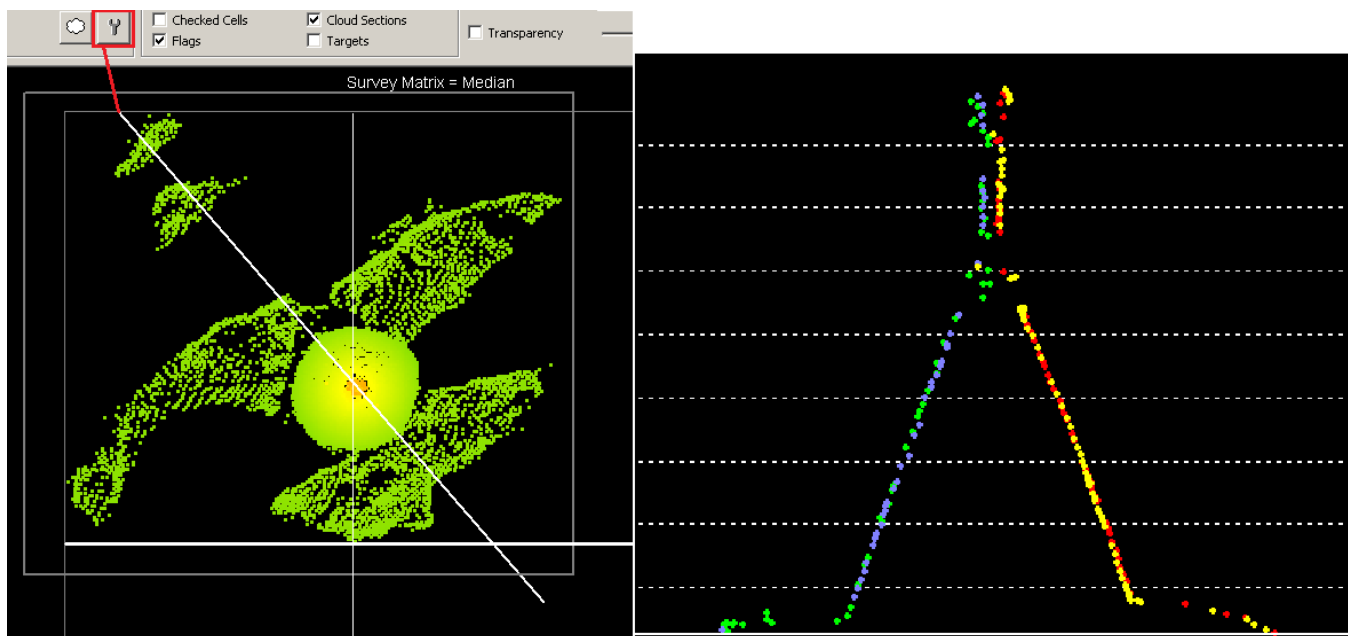 Checked Cells
Cloud Sections
Transparency
Flags
Targets
Survey Matrix = Median